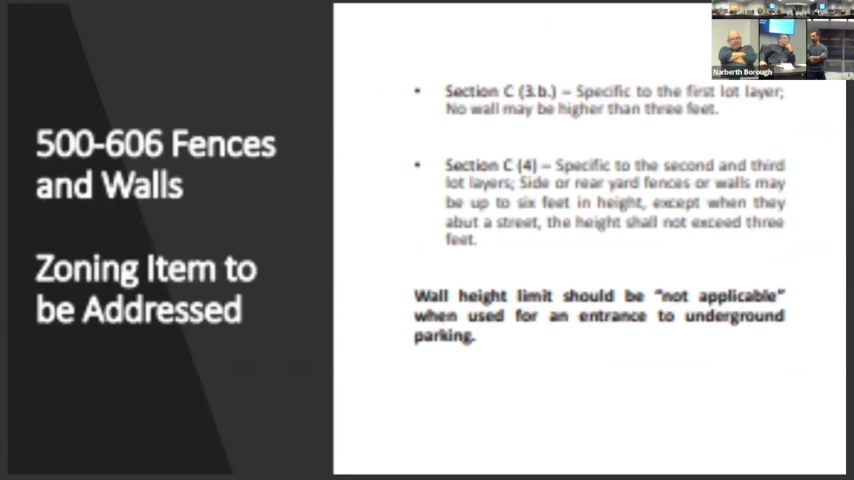 500-606 Fences
and Walls
Zoning Item to
be Addressed
• Section C (3.b.) – Specific to the first lot layer;
No wall may be higher than three feet.
• Section C (4) – Specific to the second and third
lot layers; Side or rear yard fences or walls may
be up to six feet in height, except when they
abut a street, the height shall not exceed three
feet.
Wall height limit should be "not applicable"
when used for an entrance to underground
parking.
Narberth Borough